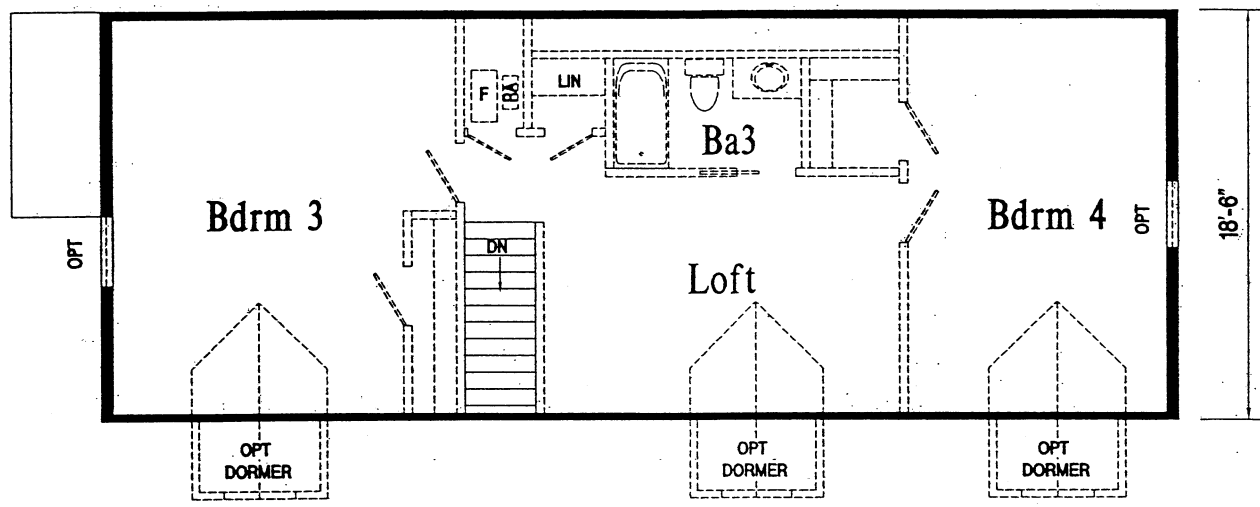 F
BA
LIN
Ba3
Bdrm 3
Bdrm 4
OPT
OPT
18'-6"
DN
Loft
OPT
DORMER
OPT
DORMER
OPT
DORMER